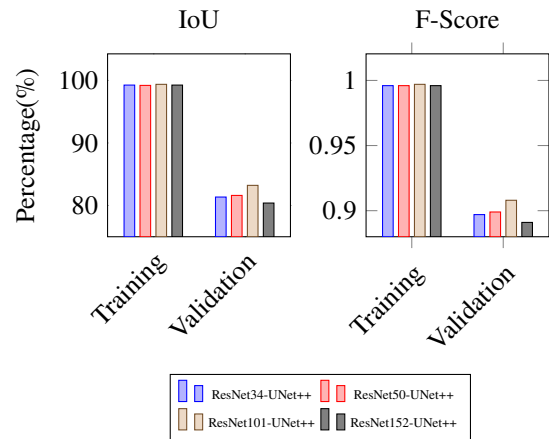 IoU
F-Score
Percentage(%)
100
90
80
1
0.95
0.9
Training
Validation
Training
Validation
ResNet34-UNet++ ResNet50-UNet++
ResNet101-UNet++ ResNet152-UNet++